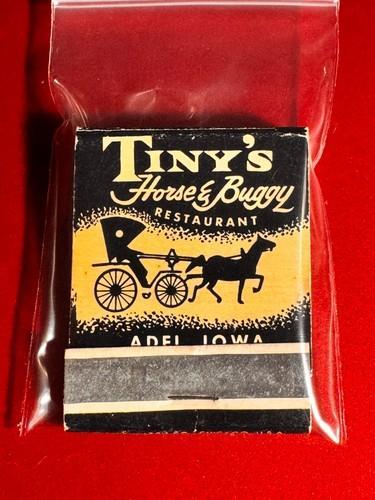 TINY'S
Horse & Buggy
RESTAURANT
ADEL, IOWA